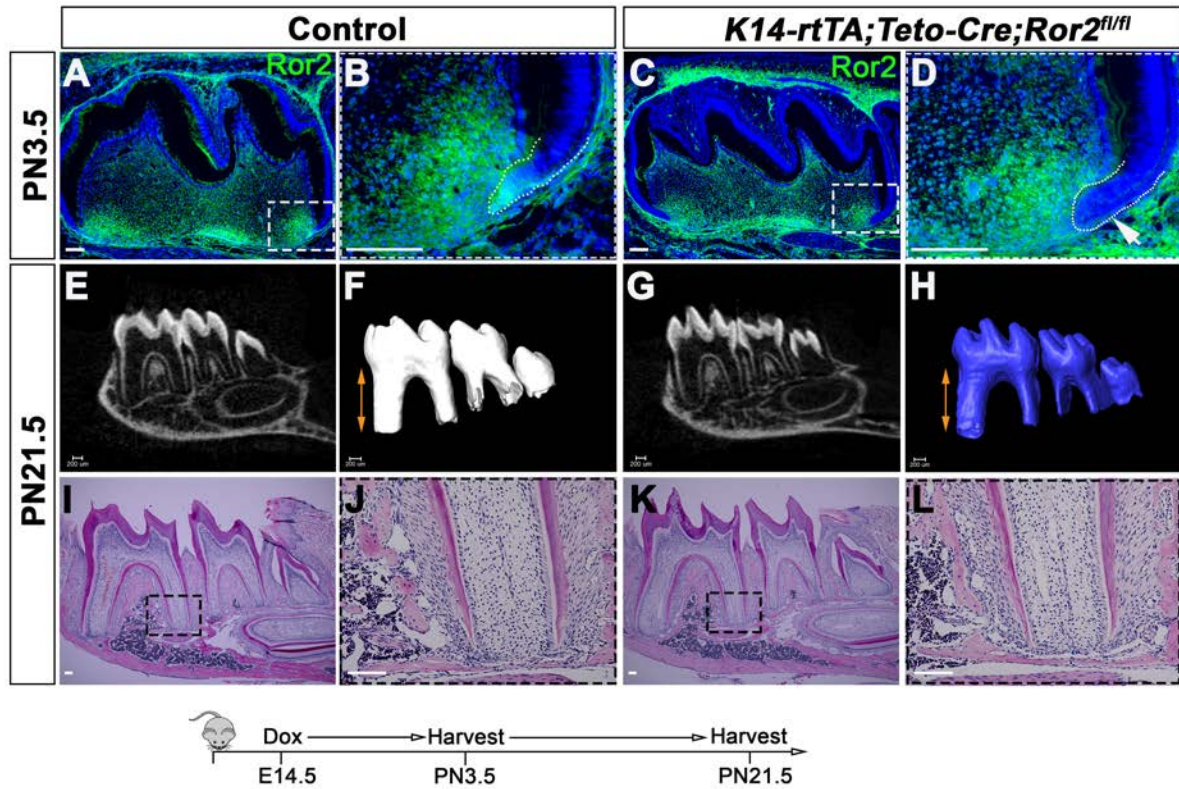 Control
K14-rtTA;Teto-Cre;Ror2fl/fl
PN3.5
A
Ror2
B
C
Ror2
D
PN21.5
E
200 um
F
200 um
G
200 um
H
200 um
I
J
K
L
Dox
Harvest
Harvest
E14.5
PN3.5
PN21.5